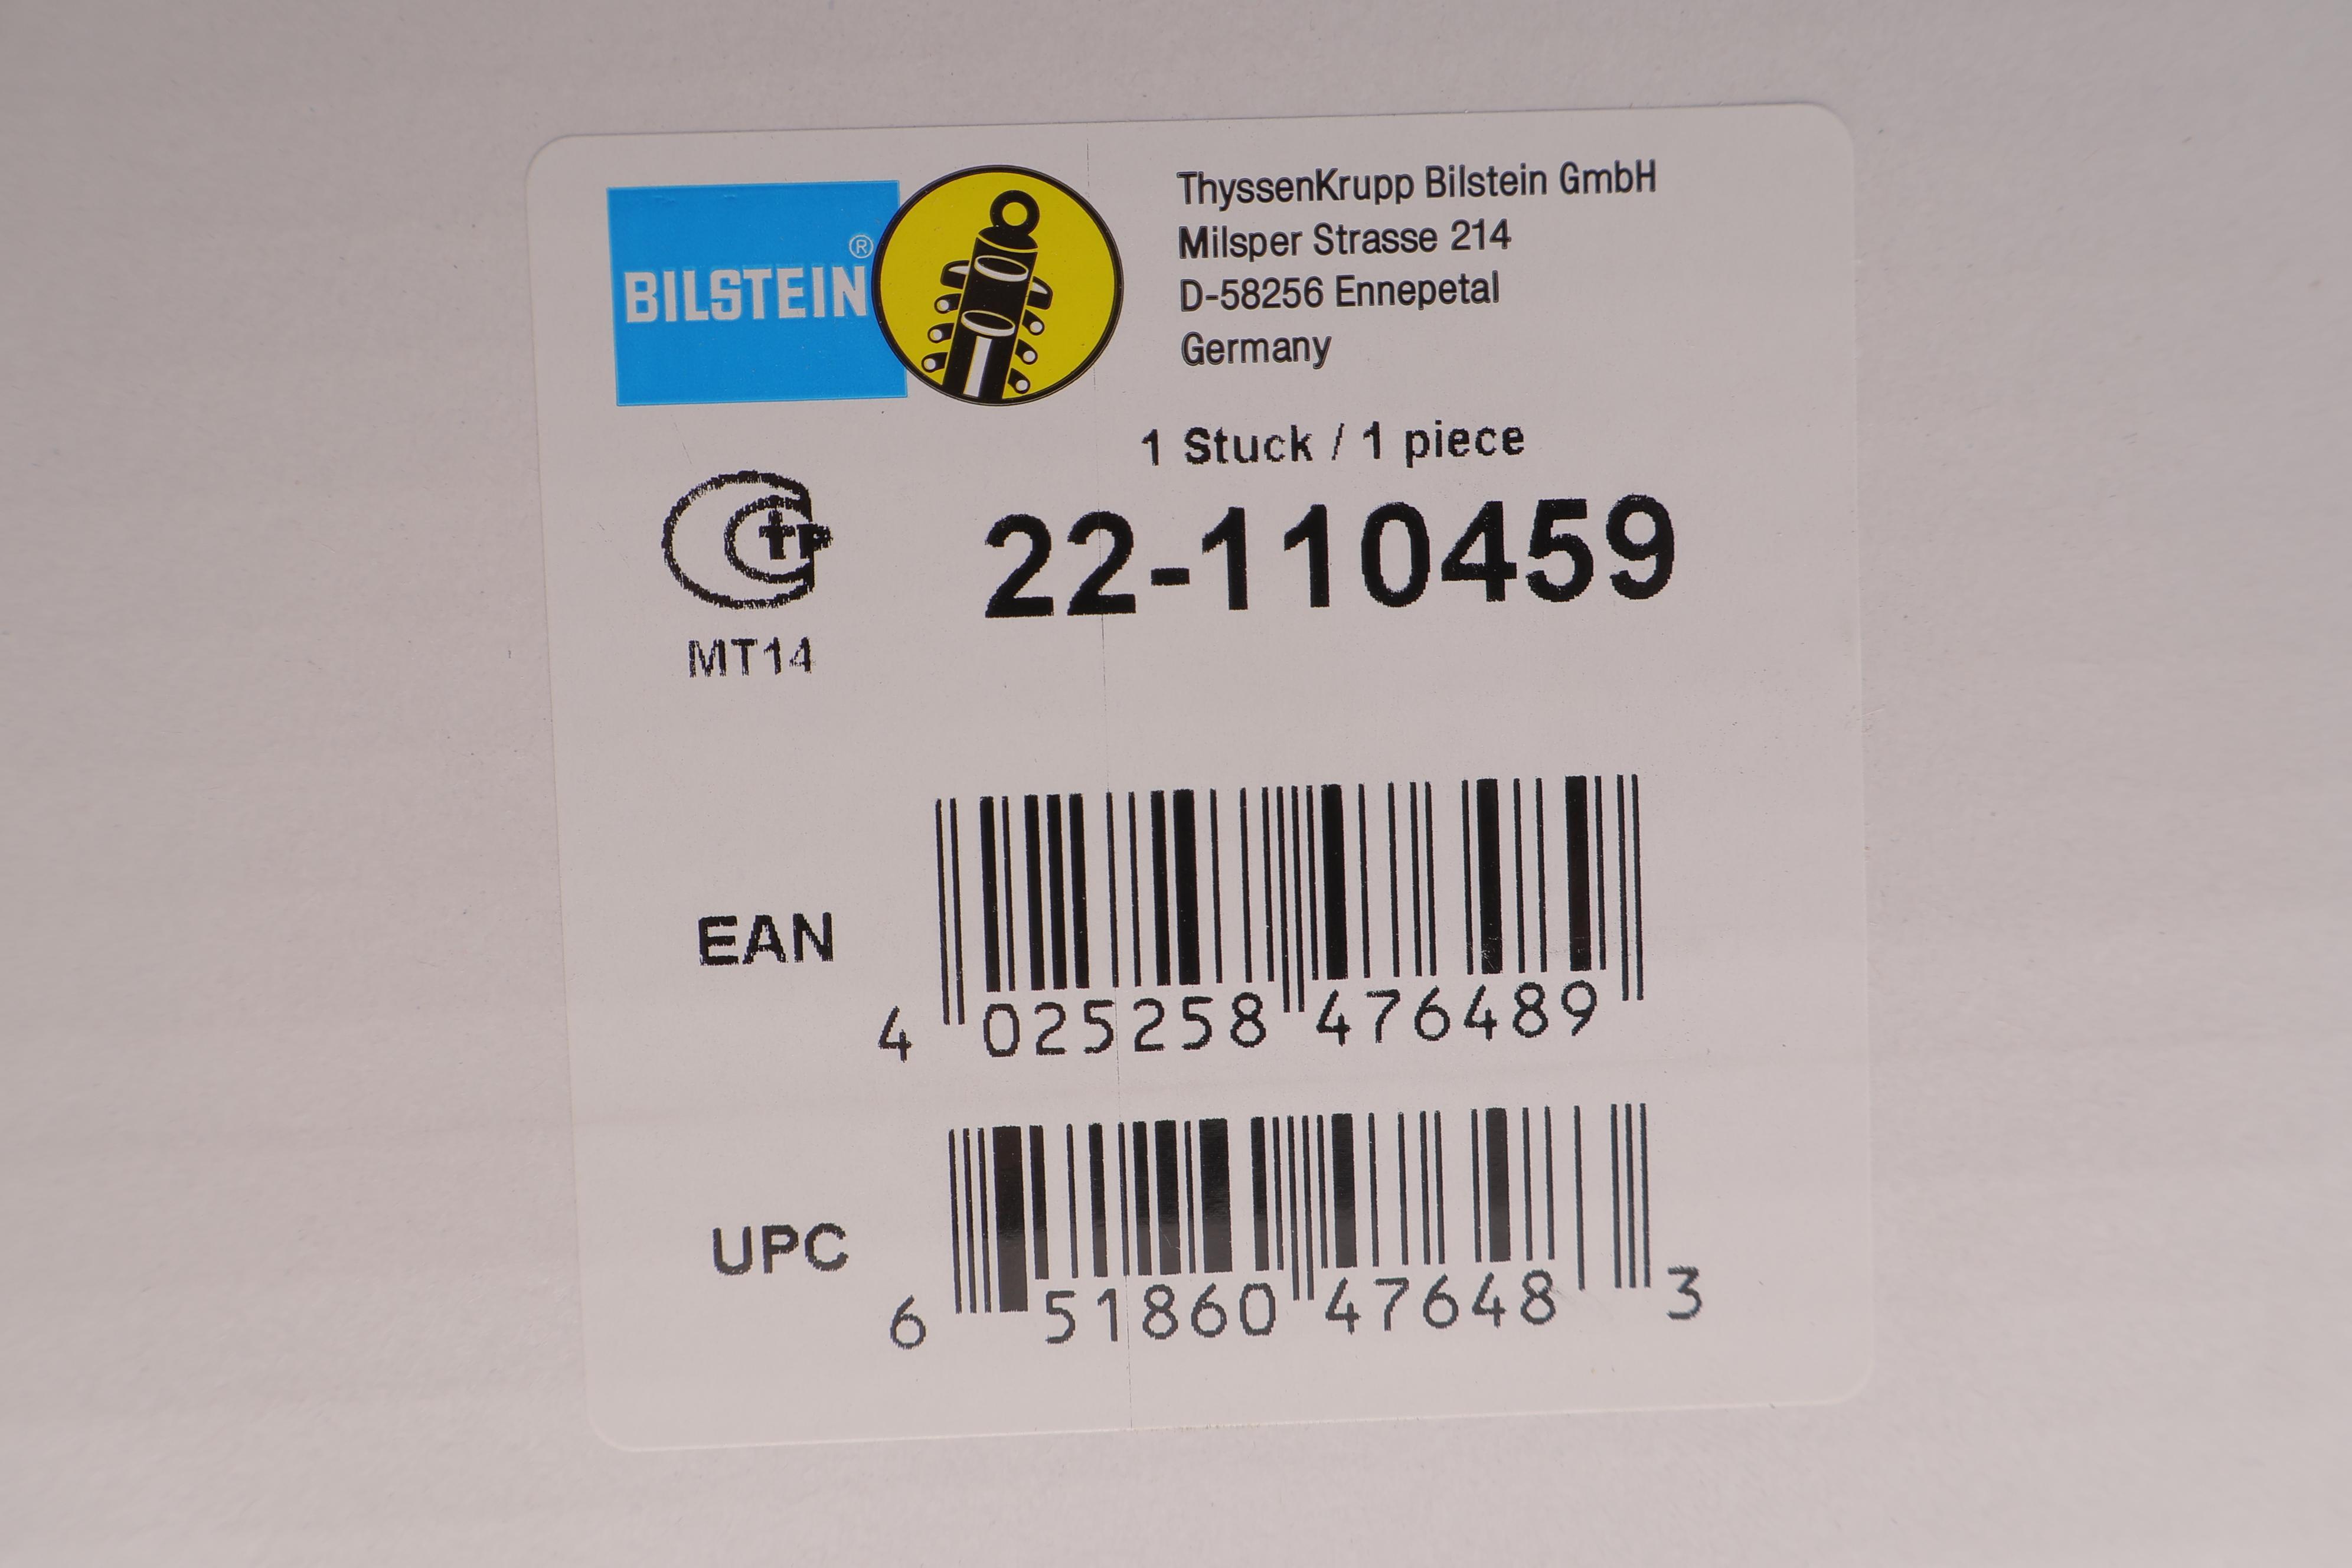 BILSTEIN®
ThyssenKrupp Bilstein GmbH
Milsper Strasse 214
D-58256 Ennepetal
Germany
1 Stuck / 1 piece
22-110459
MT14
EAN
4 025258 476489
UPC
6 51860 47648 3